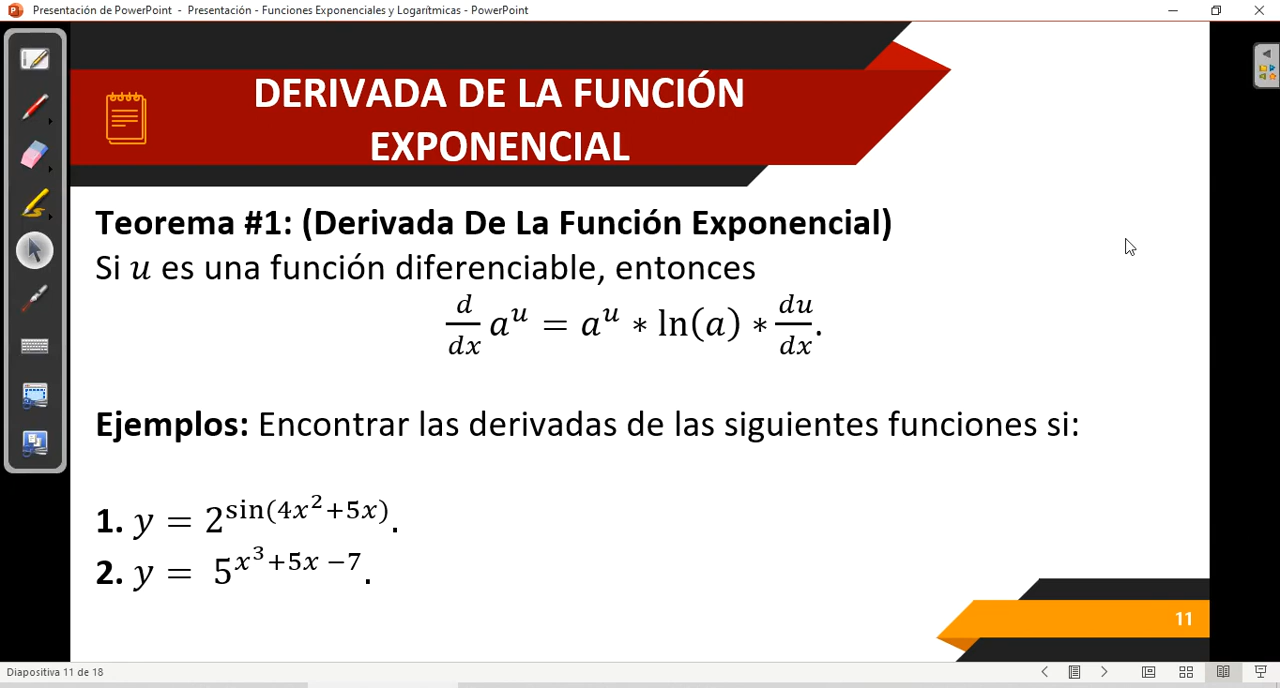 Presentación de PowerPoint - Presentación - Funciones Exponenciales y Logarítmicas - PowerPoint
DERIVADA DE LA FUNCIÓN
EXPONENCIAL
Teorema #1: (Derivada De La Función Exponencial)
Si u es una función diferenciable, entonces
d/dx a^u = a^u * ln(a) * du/dx.
Ejemplos: Encontrar las derivadas de las siguientes funciones si:
1. y = 2^{sin(4x^2+5x)}.
2. y = 5^{x^3+5x-7}.
11
Diapositiva 11 de 18